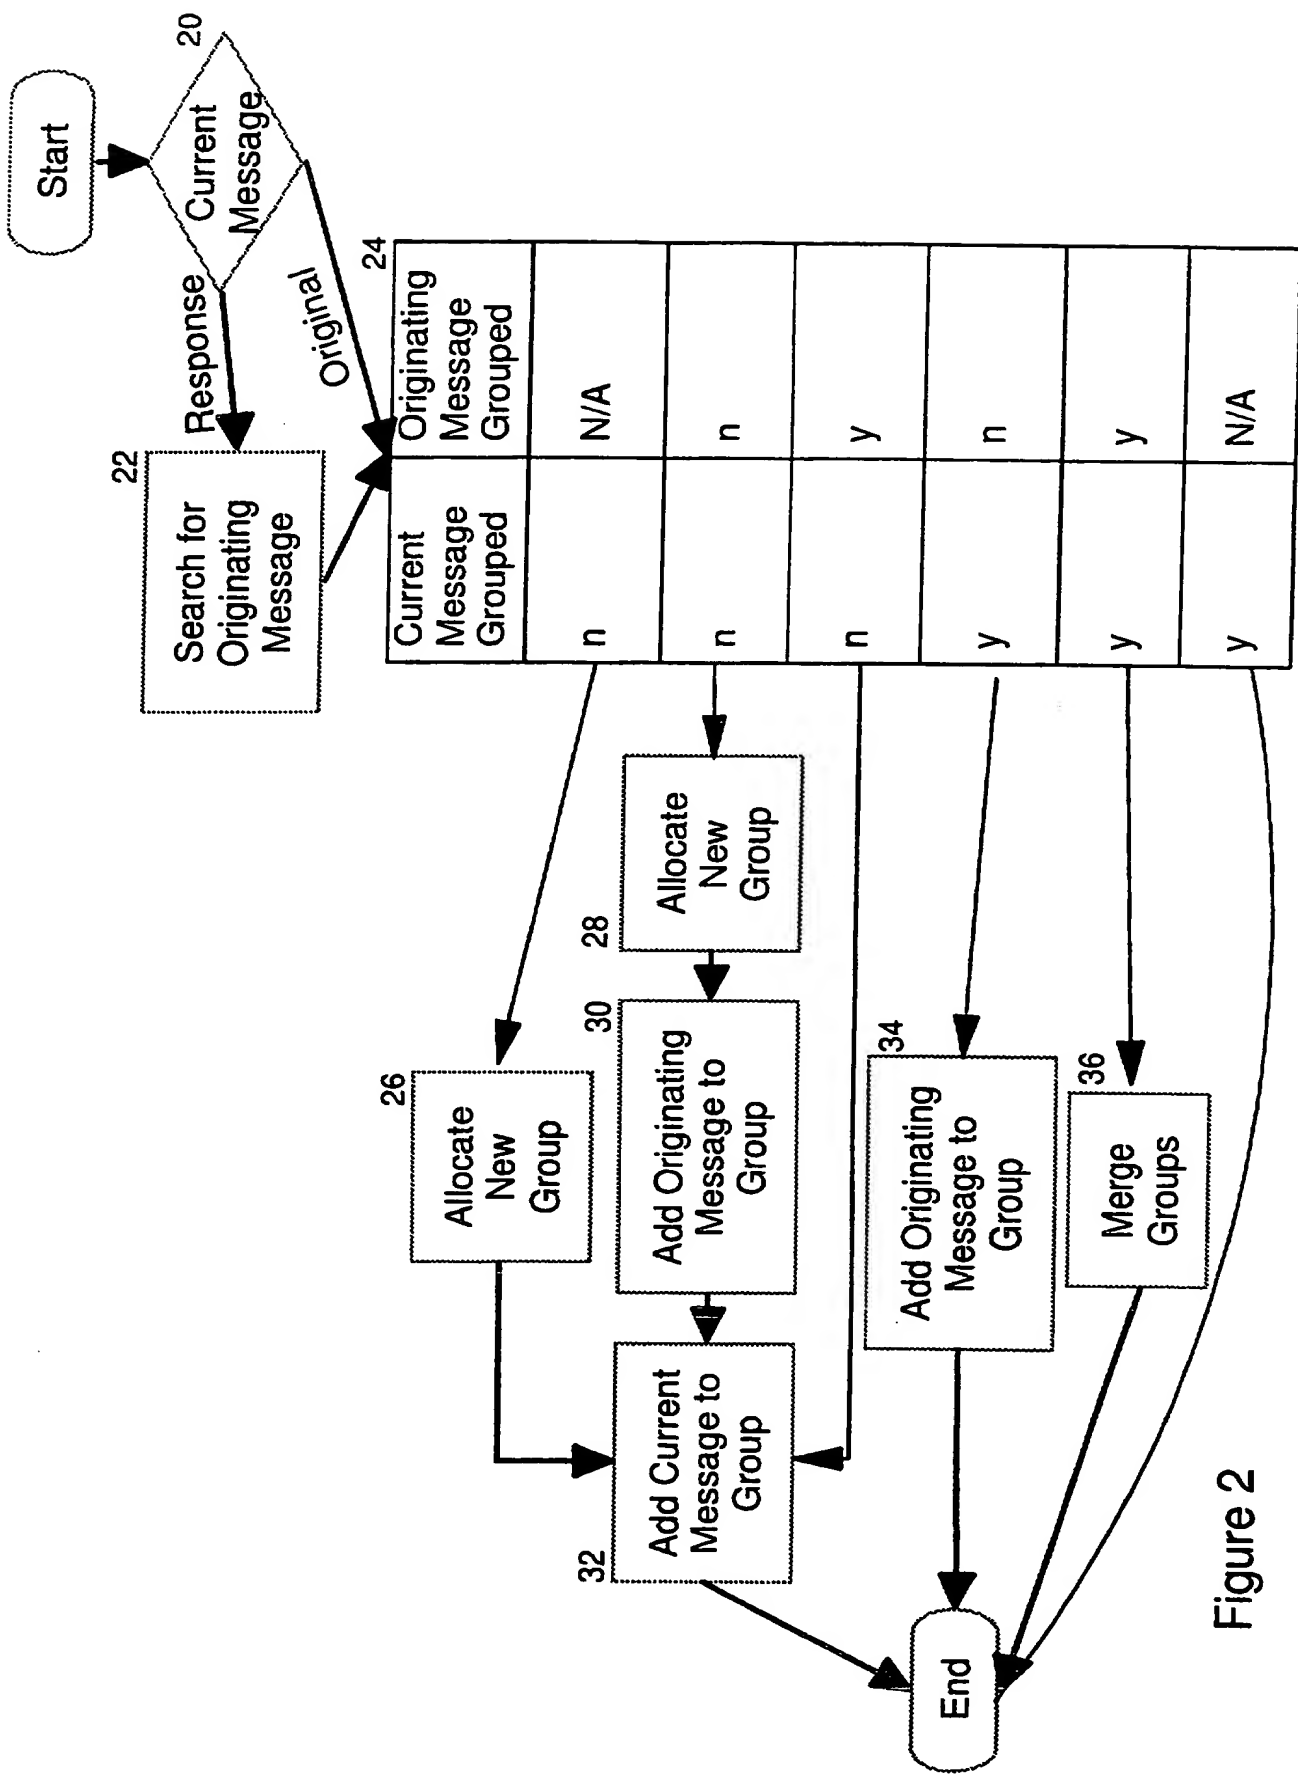 Start
20
Current
Message
Response
Original
22
Search for
Originating
Message
24
Current
Message
Grouped
Originating
Message
Grouped
n
N/A
n
n
n
y
y
n
y
y
y
N/A
26
Allocate
New
Group
28
Allocate
New
Group
30
Add Originating
Message to
Group
32
Add Current
Message to
Group
34
Add Originating
Message to
Group
36
Merge
Groups
End
Figure 2